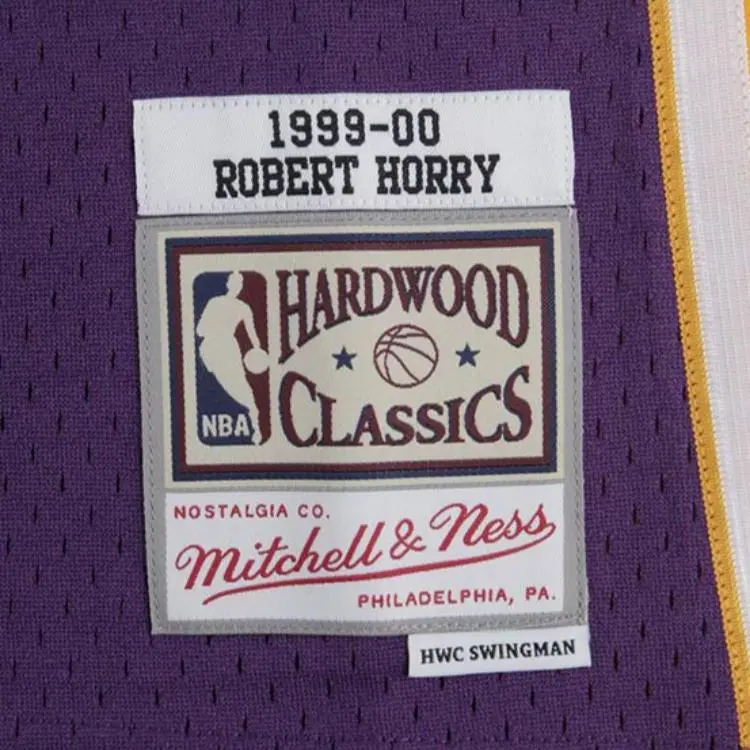 1999-00
ROBERT HORRY
HARDWOOD
CLASSICS
NBA
NOSTALGIA CO.
Mitchell & Ness
PHILADELPHIA, PA.
HWC SWINGMAN